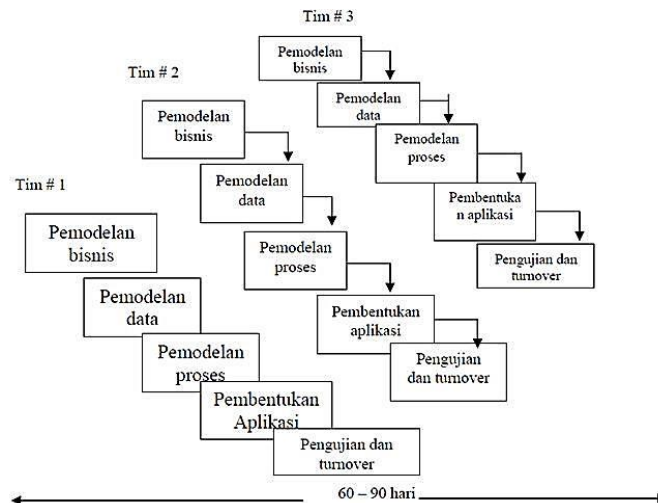 Tim # 3
Pemodelan
bisnis
Pemodelan
data
Pemodelan
proses
Pembentuka
n aplikasi
Pengujian dan
turnover
Tim # 2
Pemodelan
bisnis
Pemodelan
data
Pemodelan
proses
Pembentukan
aplikasi
Pengujian
dan turnover
Tim # 1
Pemodelan
bisnis
Pemodelan
data
Pemodelan
proses
Pembentukan
Aplikasi
Pengujian dan
turnover
60 – 90 hari